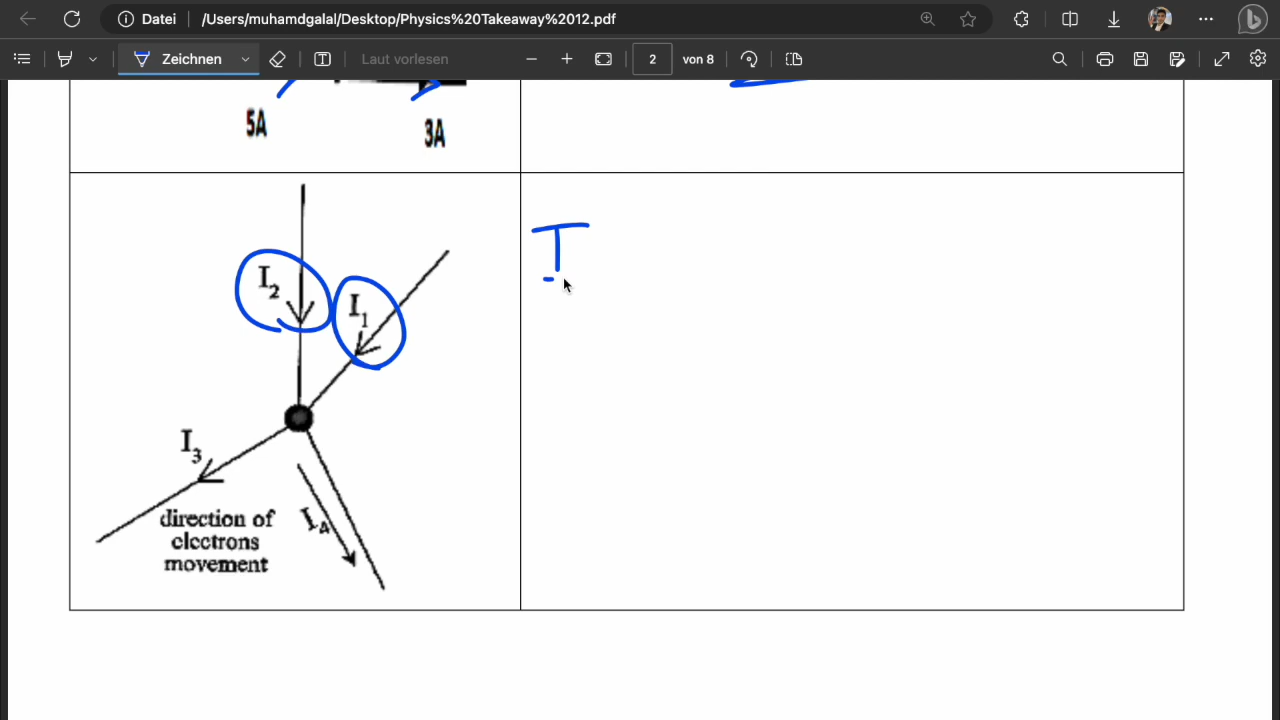 Datei
/Users/muhamdgalal/Desktop/Physics%20Takeaway%2012.pdf
Zeichnen
Laut vorlesen
2
von 8
5A
3A
I2
I1
I3
I4
direction of
electrons
movement
I